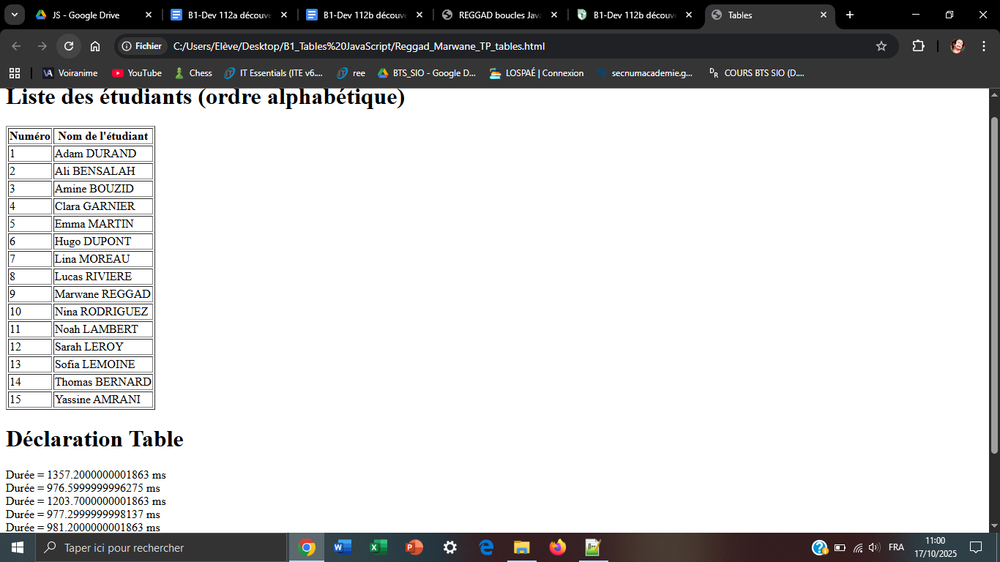 JS - Google Drive
B1-Dev 112a découve
B1-Dev 112b découve
REGGAD boucles Java
B1-Dev 112b découv
Tables
Fichier
C:/Users/Elève/Desktop/B1_Tables%20JavaScript/Reggad_Marwane_TP_tables.html
VA Voiranime
YouTube
Chess
IT Essentials (ITE v6....
ree
BTS_SIO - Google D...
LOSPAÉ | Connexion
secnumacademie.g...
DR COURS BTS SIO (D....
Liste des étudiants (ordre alphabétique)
Numéro Nom de l'étudiant
1 Adam DURAND
2 Ali BENSALAH
3 Amine BOUZID
4 Clara GARNIER
5 Emma MARTIN
6 Hugo DUPONT
7 Lina MOREAU
8 Lucas RIVIERE
9 Marwane REGGAD
10 Nina RODRIGUEZ
11 Noah LAMBERT
12 Sarah LEROY
13 Sofia LEMOINE
14 Thomas BERNARD
15 Yassine AMRANI
Déclaration Table
Durée = 1357.2000000001863 ms
Durée = 976.5999999996275 ms
Durée = 1203.7000000001863 ms
Durée = 977.2999999998137 ms
Durée = 981.2000000001863 ms
Taper ici pour rechercher
FRA
11:00
17/10/2025